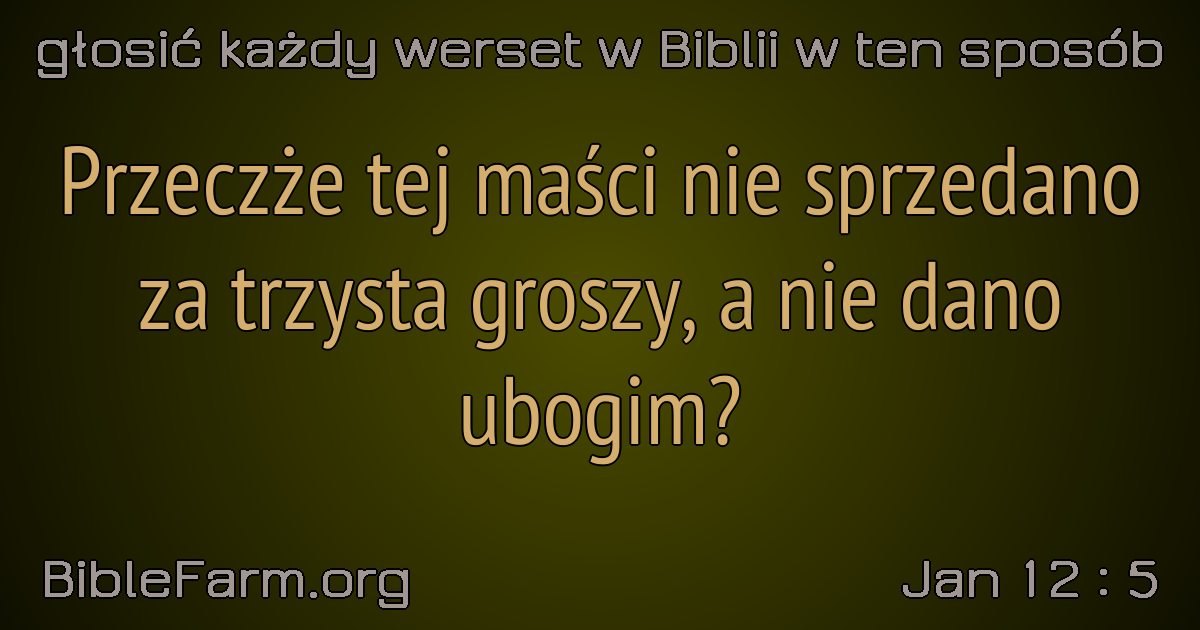 głosić każdy werset w Biblii w ten sposób
Przeczże tej maści nie sprzedano
za trzysta groszy, a nie dano
ubogim?
BibleFarm.org
Jan 12 : 5